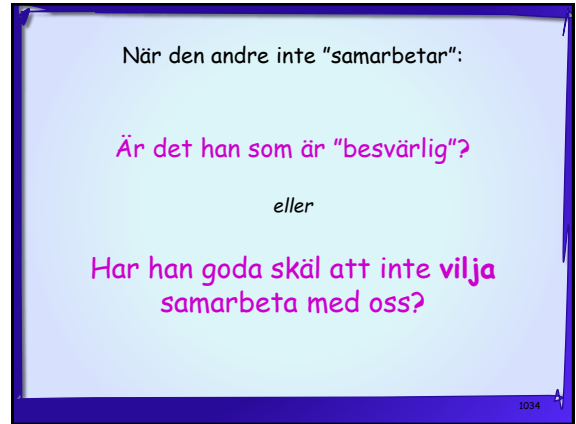 När den andre inte ”samarbetar”:
Är det han som är ”besvärlig”?
eller
Har han goda skäl att inte vilja
samarbeta med oss?
1034